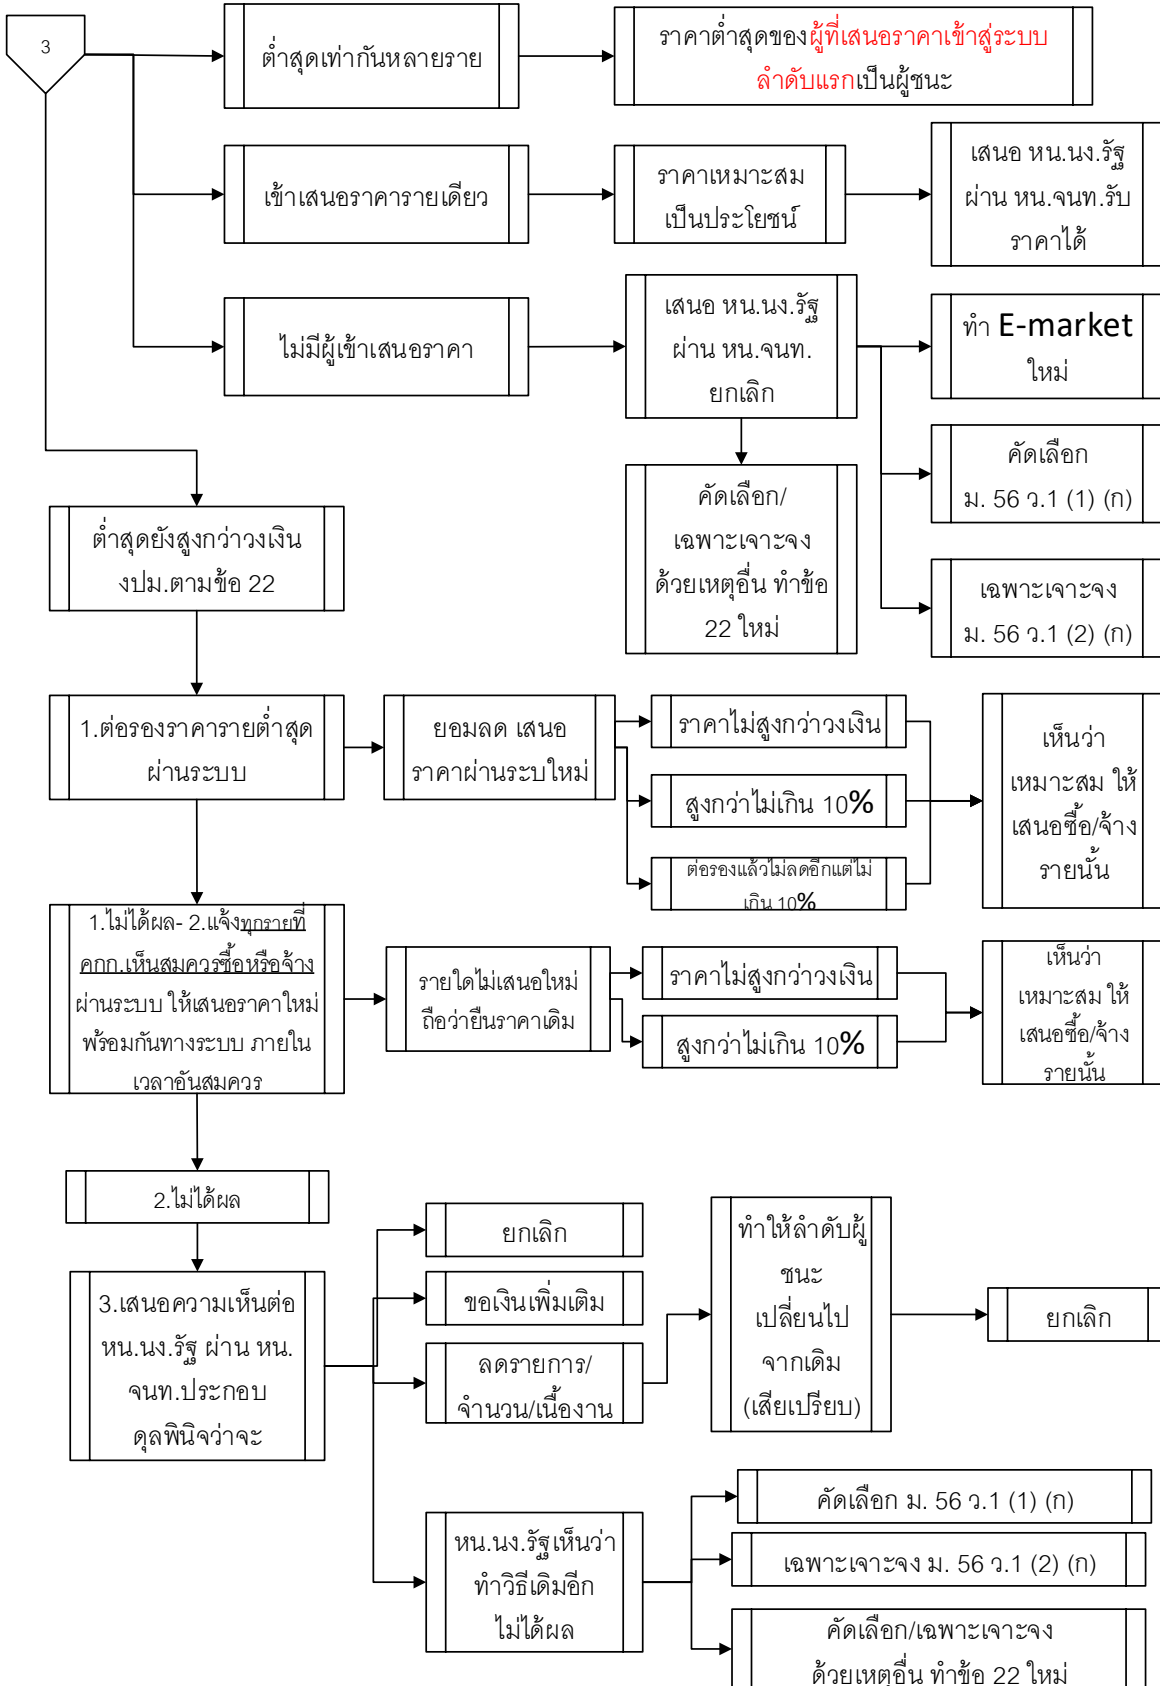 3
ต่ำสุดเท่ากันหลายราย
ราคาต่ำสุดของผู้ที่เสนอราคาเข้าสู่ระบบ
ลำดับแรกเป็นผู้ชนะ
เข้าเสนอราคารายเดียว
ราคาเหมาะสม
เป็นประโยชน์
เสนอ หน.นง.รัฐ
ผ่าน หน.จนท.รับ
ราคาได้
ไม่มีผู้เข้าเสนอราคา
เสนอ หน.นง.รัฐ
ผ่าน หน.จนท.
ยกเลิก
ทำ E-market
ใหม่
คัดเลือก
ม. 56 ว.1 (1) (ก)
เฉพาะเจาะจง
ม. 56 ว.1 (2) (ก)
คัดเลือก/
เฉพาะเจาะจง
ด้วยเหตุอื่น ทำข้อ
22 ใหม่
ต่ำสุดยังสูงกว่าวงเงิน
งปม.ตามข้อ 22
1.ต่อรองราคารายต่ำสุด
ผ่านระบบ
ยอมลด เสนอ
ราคาผ่านระบใหม่
ราคาไม่สูงกว่าวงเงิน
สูงกว่าไม่เกิน 10%
ต่อรองแล้วไม่ลดอีกแต่ไม่
เกิน 10%
เห็นว่า
เหมาะสม ให้
เสนอซื้อ/จ้าง
รายนั้น
1.ไม่ได้ผล- 2.แจ้งทุกรายที่
คกก.เห็นสมควรซื้อหรือจ้าง
ผ่านระบบ ให้เสนอราคาใหม่
พร้อมกันทางระบบ ภายใน
เวลาอันสมควร
รายใดไม่เสนอใหม่
ถือว่ายืนราคาเดิม
ราคาไม่สูงกว่าวงเงิน
สูงกว่าไม่เกิน 10%
เห็นว่า
เหมาะสม ให้
เสนอซื้อ/จ้าง
รายนั้น
2.ไม่ได้ผล
3.เสนอความเห็นต่อ
หน.นง.รัฐ ผ่าน หน.
จนท.ประกอบ
ดุลพินิจว่าจะ
ยกเลิก
ขอเงินเพิ่มเติม
ลดรายการ/
จำนวน/เนื้องาน
ทำให้ลำดับผู้
ชนะ
เปลี่ยนไป
จากเดิม
(เสียเปรียบ)
ยกเลิก
หน.นง.รัฐเห็นว่า
ทำวิธีเดิมอีก
ไม่ได้ผล
คัดเลือก ม. 56 ว.1 (1) (ก)
เฉพาะเจาะจง ม. 56 ว.1 (2) (ก)
คัดเลือก/เฉพาะเจาะจง
ด้วยเหตุอื่น ทำข้อ 22 ใหม่